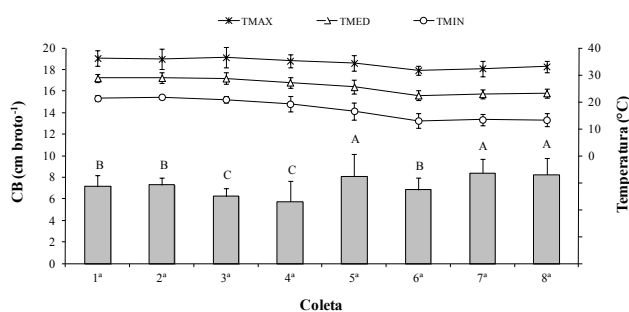 TMAX TMED TMIN
CB (cm broto⁻¹)
20
18
16
14
12
10
8
6
4
2
0
40
30
20
10
0
Temperatura (°C)
B B C C A B A A
1ª 2ª 3ª 4ª 5ª 6ª 7ª 8ª
Coleta